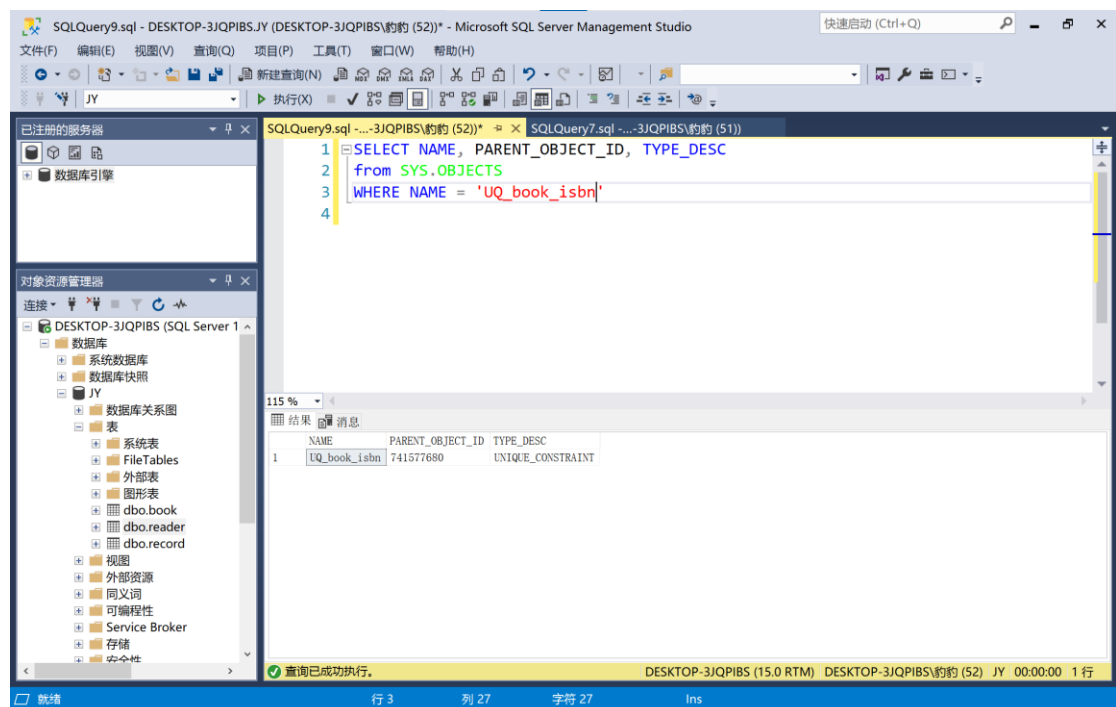 SQLQuery9.sql - DESKTOP-3JQPIBS.JY (DESKTOP-3JQPIBS\豹豹 (52))* - Microsoft SQL Server Management Studio
快速启动 (Ctrl+Q)
文件(F) 编辑(E) 视图(V) 查询(Q) 项目(P) 工具(T) 窗口(W) 帮助(H)
新建查询(N)
JY
执行(X)
已注册的服务器
数据库引擎
对象资源管理器
连接
DESKTOP-3JQPIBS (SQL Server 1
数据库
系统数据库
数据库快照
JY
数据库关系图
表
系统表
FileTables
外部表
图形表
dbo.book
dbo.reader
dbo.record
视图
外部资源
同义词
可编程性
Service Broker
存储
安全性
SQLQuery9.sql -...-3JQPIBS\豹豹 (52))* SQLQuery7.sql -...-3JQPIBS\豹豹 (51))
1 SELECT NAME, PARENT_OBJECT_ID, TYPE_DESC
2 from SYS.OBJECTS
3 WHERE NAME = 'UQ_book_isbn'
4
115 %
结果 消息
NAME PARENT_OBJECT_ID TYPE_DESC
1 UQ_book_isbn 741577680 UNIQUE_CONSTRAINT
查询已成功执行。 DESKTOP-3JQPIBS (15.0 RTM) DESKTOP-3JQPIBS\豹豹 (52) JY 00:00:00 1 行
就绪 行 3 列 27 字符 27 Ins